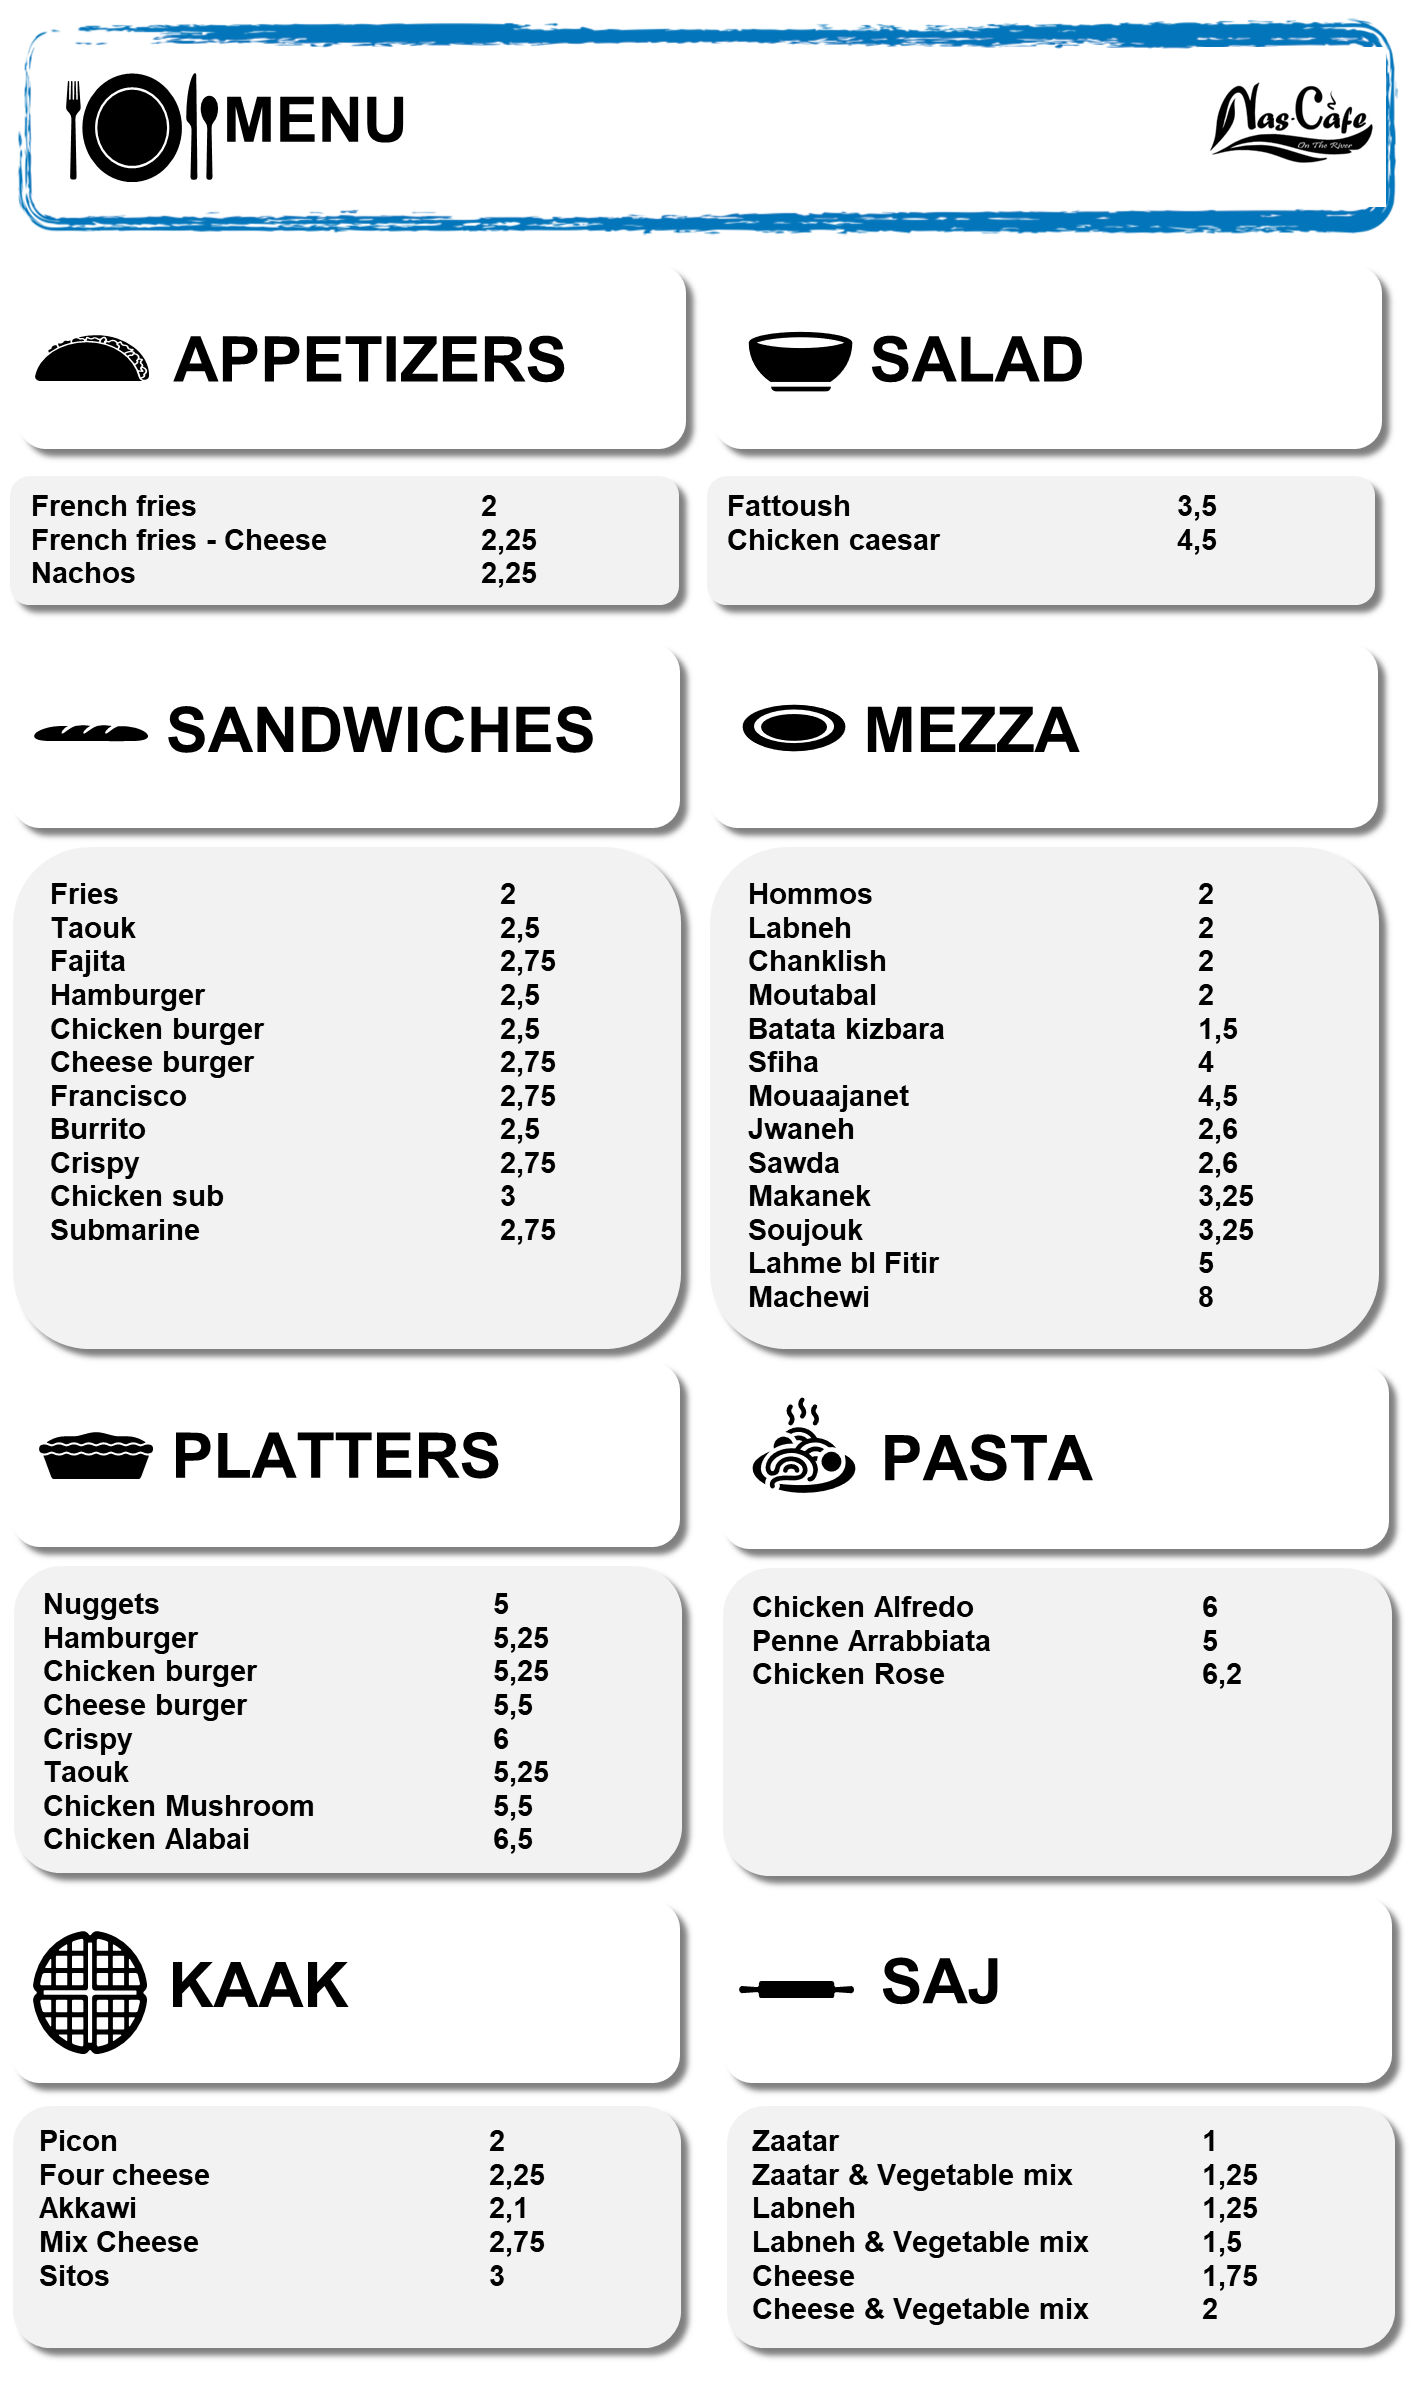 MENU
Nas-Cafe
On The River
APPETIZERS
French fries 2
French fries - Cheese 2,25
Nachos 2,25
SALAD
Fattoush 3,5
Chicken caesar 4,5
SANDWICHES
Fries 2
Taouk 2,5
Fajita 2,75
Hamburger 2,5
Chicken burger 2,5
Cheese burger 2,75
Francisco 2,75
Burrito 2,5
Crispy 2,75
Chicken sub 3
Submarine 2,75
MEZZA
Hommos 2
Labneh 2
Chanklish 2
Moutabal 2
Batata kizbara 1,5
Sfiha 4
Mouaajanet 4,5
Jwaneh 2,6
Sawda 2,6
Makanek 3,25
Soujouk 3,25
Lahme bl Fitir 5
Machewi 8
PLATTERS
Nuggets 5
Hamburger 5,25
Chicken burger 5,25
Cheese burger 5,5
Crispy 6
Taouk 5,25
Chicken Mushroom 5,5
Chicken Alabai 6,5
PASTA
Chicken Alfredo 6
Penne Arrabbiata 5
Chicken Rose 6,2
KAAK
Picon 2
Four cheese 2,25
Akkawi 2,1
Mix Cheese 2,75
Sitos 3
SAJ
Zaatar 1
Zaatar & Vegetable mix 1,25
Labneh 1,25
Labneh & Vegetable mix 1,5
Cheese 1,75
Cheese & Vegetable mix 2